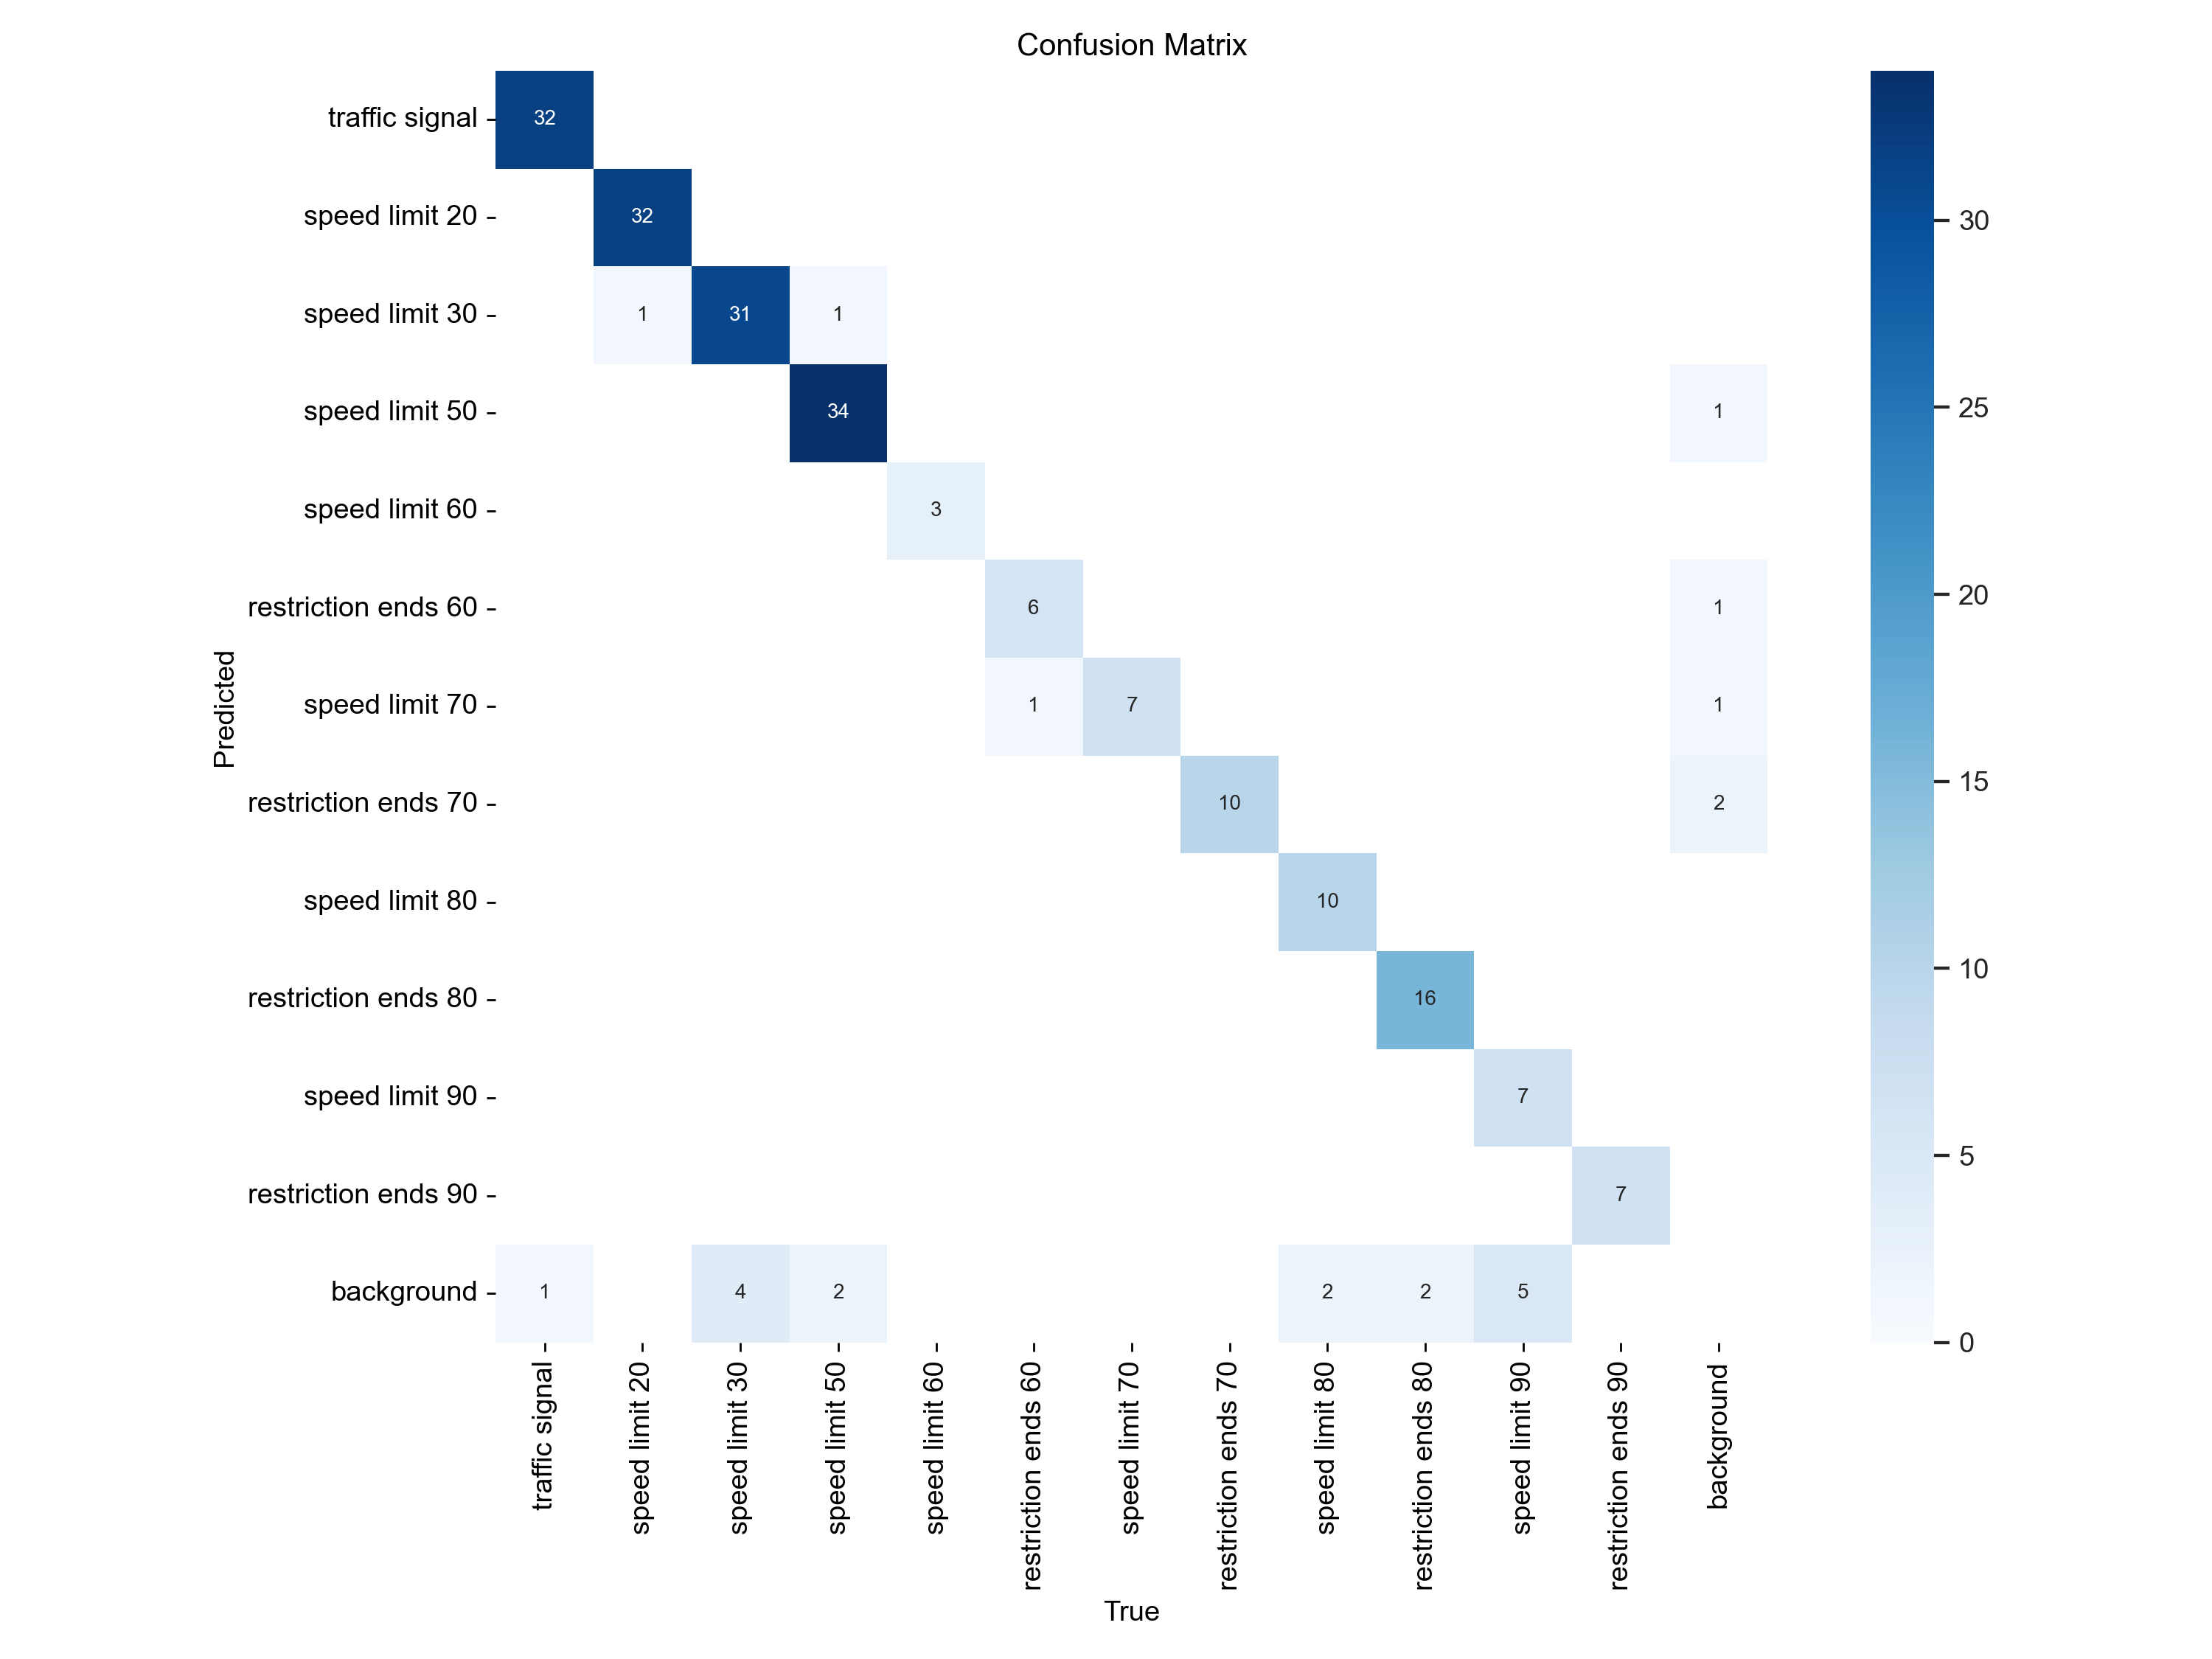 Confusion Matrix
traffic signal
32
speed limit 20
32
30
speed limit 30
1 31 1
speed limit 50
34 1
25
speed limit 60
3
restriction ends 60
6 1
20
speed limit 70
1 7 1
Predicted
restriction ends 70
10 2
15
speed limit 80
10
restriction ends 80
16
10
speed limit 90
7
restriction ends 90
7
5
background
1 4 2 2 2 5
0
traffic signal
speed limit 20
speed limit 30
speed limit 50
speed limit 60
restriction ends 60
speed limit 70
restriction ends 70
speed limit 80
restriction ends 80
speed limit 90
restriction ends 90
background
True